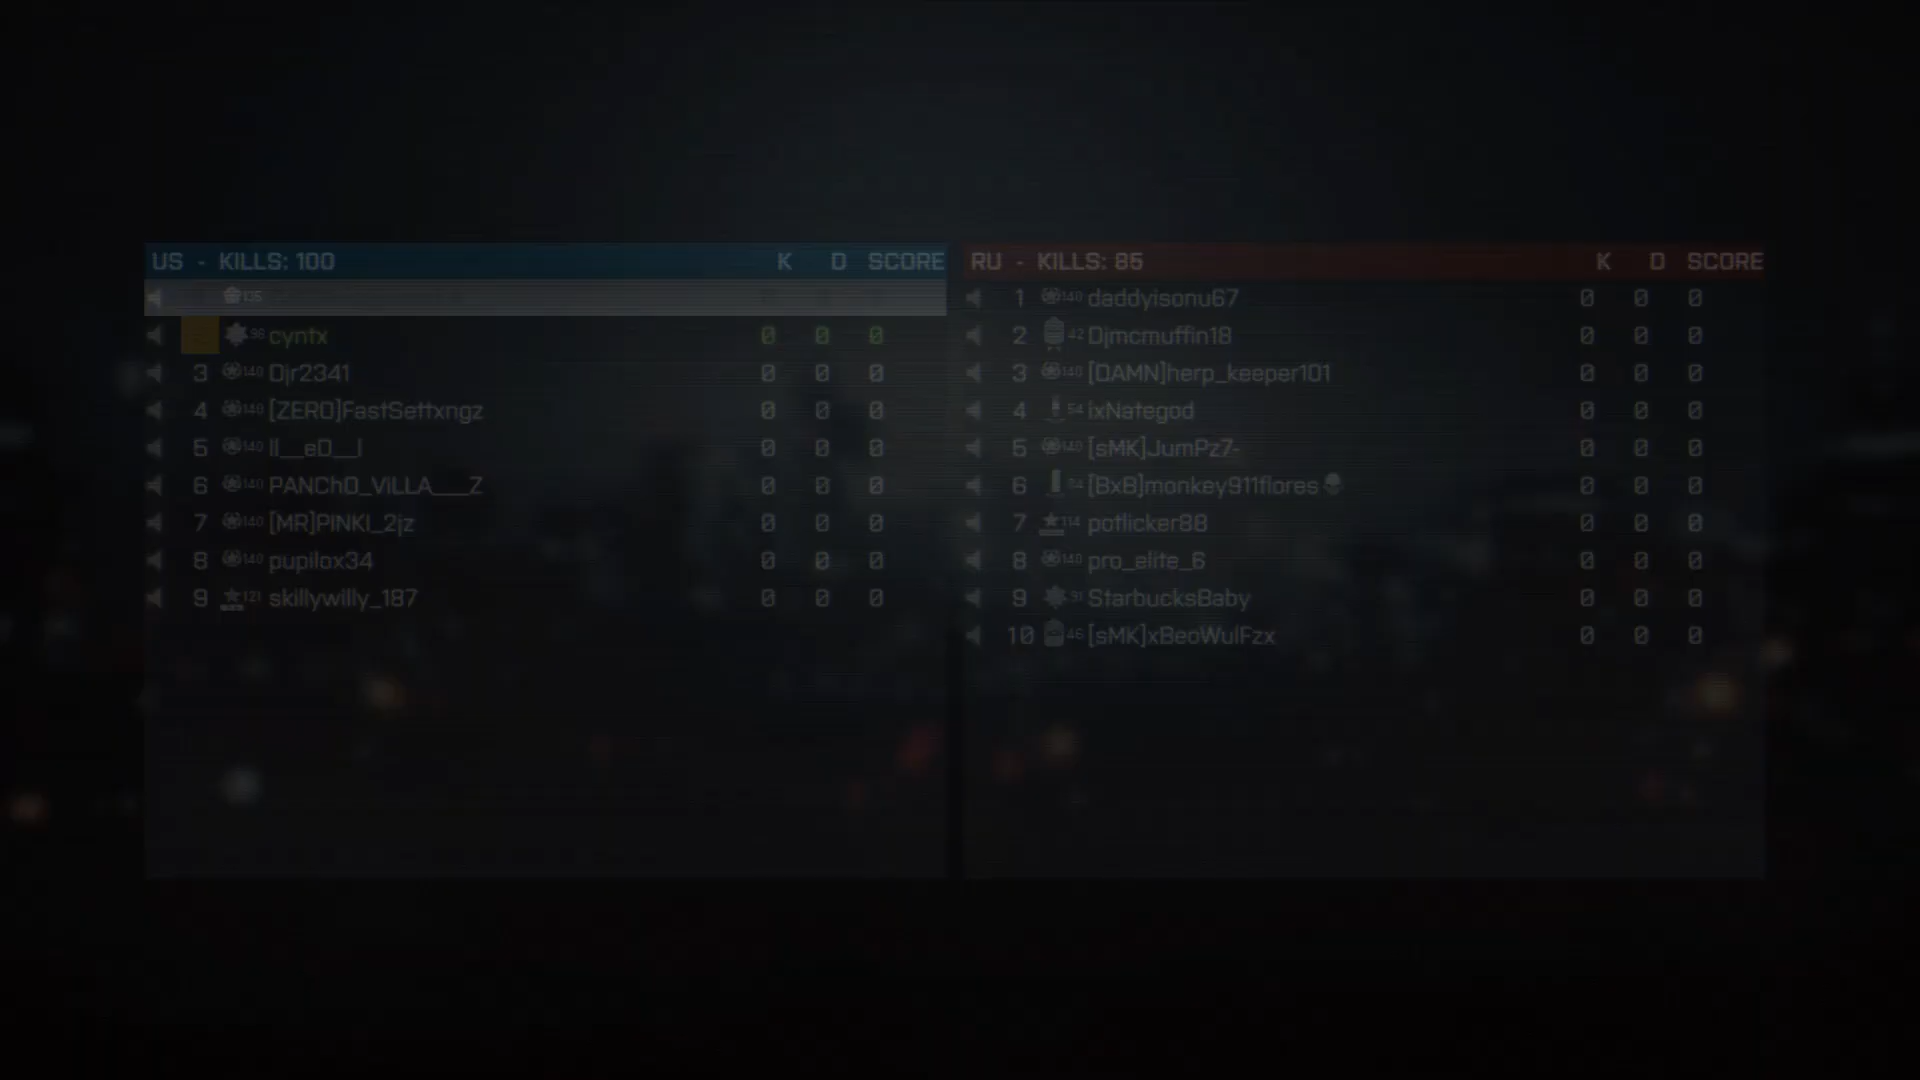 US - KILLS: 100 K D SCORE
135
96 cyntx 0 0 0
3 140 Djr2341 0 0 0
4 140 [ZERO]FastSettxngz 0 0 0
5 140 ll__eD__l 0 0 0
6 140 PANChO_VILLA___Z 0 0 0
7 140 [MR]PINKI_2jz 0 0 0
8 140 pupilox34 0 0 0
9 121 skillywilly_187 0 0 0
RU - KILLS: 85 K D SCORE
1 140 daddyisonu67 0 0 0
2 42 Djmcmuffin18 0 0 0
3 140 [DAMN]herp_keeper101 0 0 0
4 54 ixNategod 0 0 0
5 140 [sMK]JumPz7- 0 0 0
6 [BxB]monkey911flores 0 0 0
7 114 potlicker88 0 0 0
8 140 pro_elite_6 0 0 0
9 91 StarbucksBaby 0 0 0
10 46 [sMK]xBeoWulFzx 0 0 0